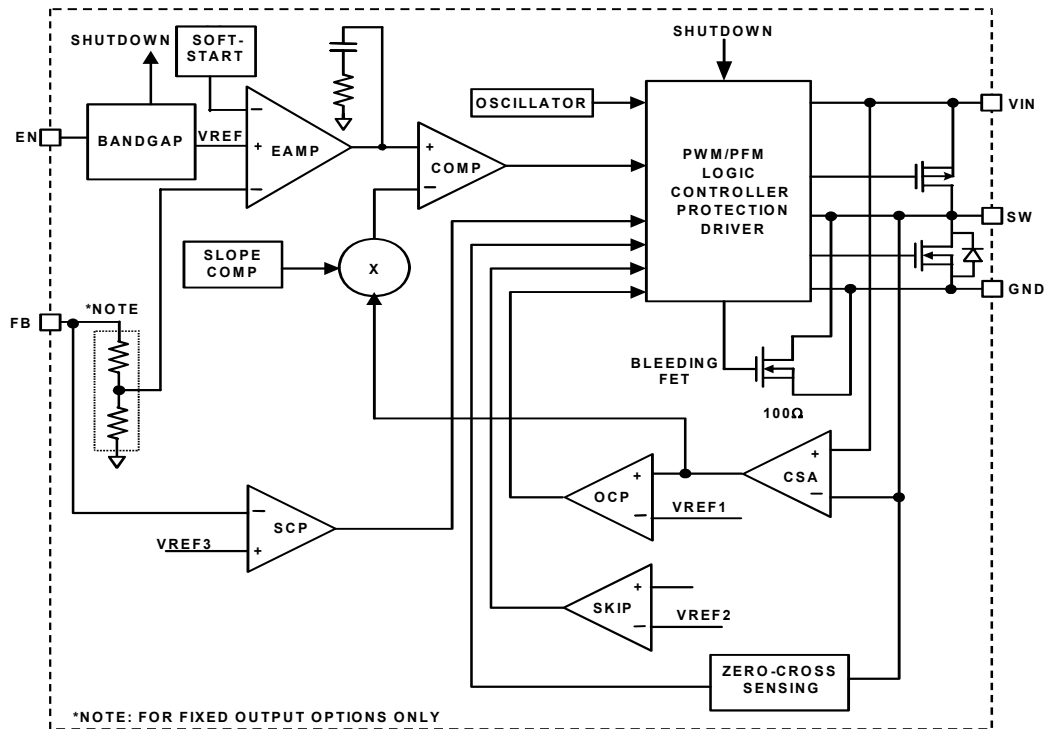 SHUTDOWN
SOFT-
START
SHUTDOWN
OSCILLATOR
VIN
EN
BANDGAP
VREF
−
+
−
EAMP
+
−
COMP
PWM/PFM
LOGIC
CONTROLLER
PROTECTION
DRIVER
SW
SLOPE
COMP
X
GND
*NOTE
FB
BLEEDING
FET
100Ω
+
−
CSA
OCP
+
−
VREF1
−
+
SCP
VREF3
SKIP
+
−
VREF2
ZERO-CROSS
SENSING
*NOTE: FOR FIXED OUTPUT OPTIONS ONLY